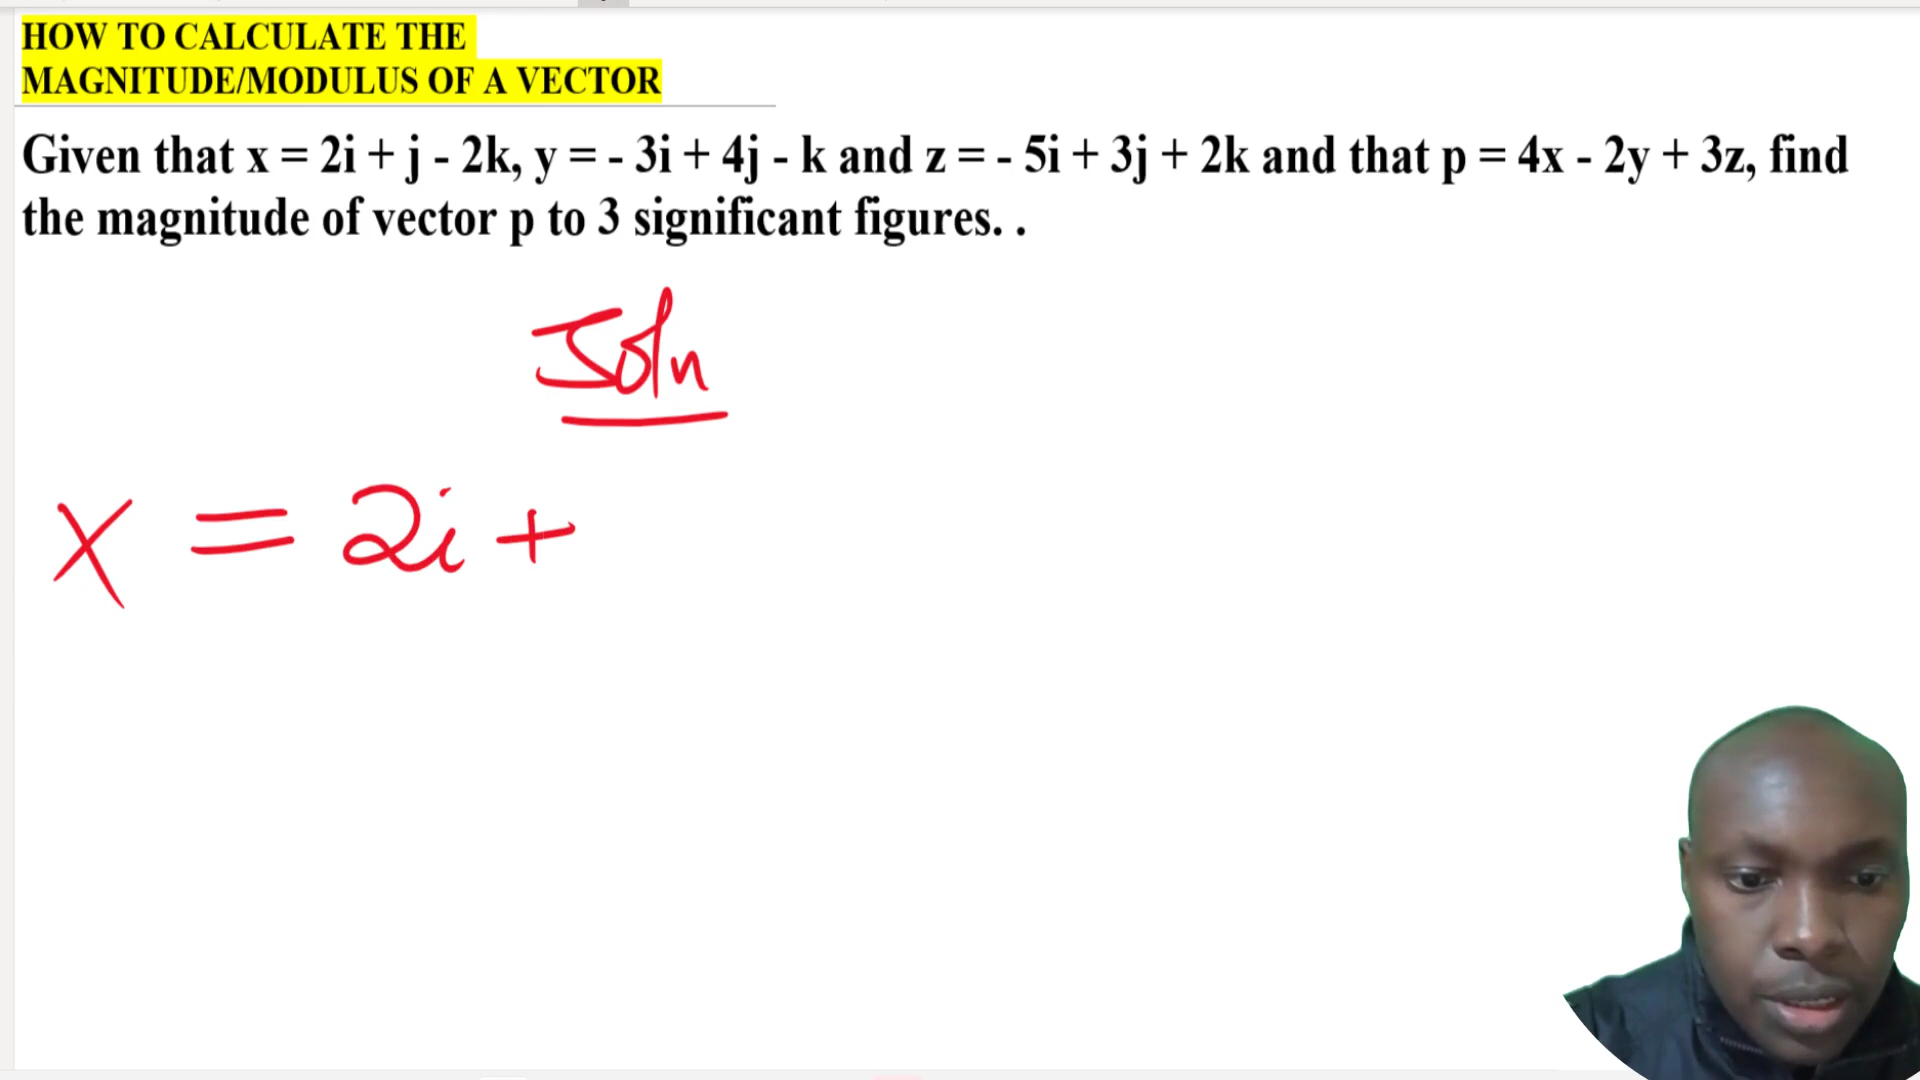 HOW TO CALCULATE THE
MAGNITUDE/MODULUS OF A VECTOR
Given that x = 2i + j - 2k, y = - 3i + 4j - k and z = - 5i + 3j + 2k and that p = 4x - 2y + 3z, find
the magnitude of vector p to 3 significant figures. .
Soln
x = 2i +